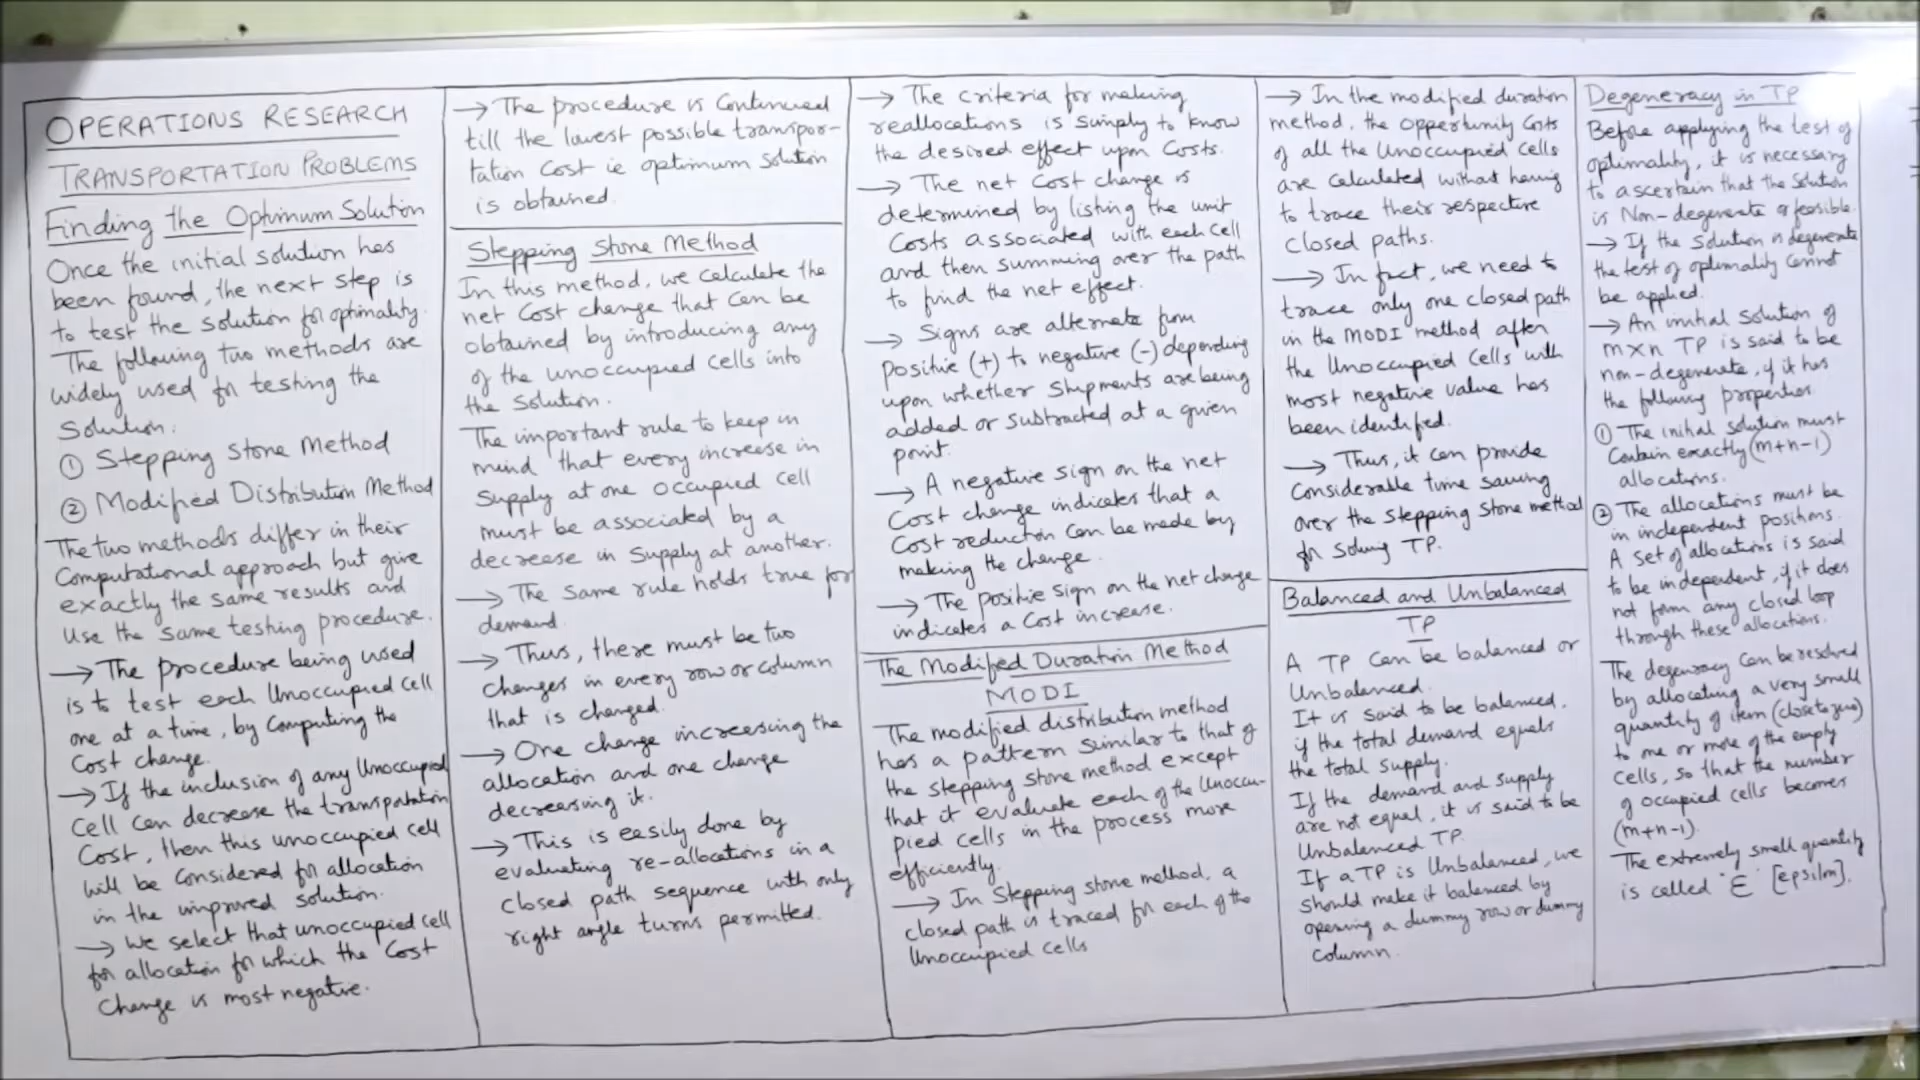 OPERATIONS RESEARCH
TRANSPORTATION PROBLEMS
Finding the Optimum Solution
Once the initial solution has
been found, the next step is
to test the solution for optimality.
The following two methods are
widely used for testing the
Solution:
① Stepping Stone Method
② Modified Distribution Method
The two methods differ in their
Computational approach but give
exactly the same results and
Use the same testing procedure.
→ The procedure being used
is to test each Unoccupied cell
one at a time, by Computing the
Cost change.
→ If the inclusion of any Unoccupied
Cell can decrease the transportation
Cost, then this unoccupied cell
will be Considered for allocation
in the improved solution.
→ We select that unoccupied cell
for allocation for which the Cost
Change is most negative.
→ The procedure is Continued
till the lowest possible transpor-
tation Cost ie optimum solution
is obtained.
Stepping Stone Method
In this method, we calculate the
net Cost change that can be
obtained by introducing any
of the unoccupied cells into
the Solution.
The important rule to keep in
mind that every increase in
Supply at one occupied cell
must be associated by a
decrease in Supply at another.
→ The same rule holds true for
demand.
→ Thus, there must be two
changes in every row or column
that is changed.
→ One change increasing the
allocation and one change
decreasing it.
→ This is easily done by
evaluating re-allocations in a
closed path sequence with only
right angle turns permitted.
→ The criteria for making
reallocations is simply to know
the desired effect upon Costs.
→ The net Cost change is
determined by listing the unit
Costs associated with each cell
and then summing over the path
to find the net effect.
→ Signs are alternate from
Positive (+) to negative (-) depending
upon whether Shipments are being
added or subtracted at a given
point.
→ A negative sign on the net
Cost change indicates that a
Cost reduction can be made by
making the change.
→ The positive sign on the net change
indicates a Cost increase.
The Modified Duration Method
MODI
The modified distribution method
has a pattern similar to that of
the stepping stone method except
that it evaluate each of the Unoccu-
pied cells in the process more
efficiently.
→ In Stepping stone method, a
closed path is traced for each of the
Unoccupied cells
→ In the modified duration
method, the opportunity Costs
of all the Unoccupied cells
are calculated without having
to trace their respective
closed paths.
→ In fact, we need to
trace only one closed path
in the MODI method after
the Unoccupied Cells with
most negative value has
been identified.
→ Thus, it can provide
Considerable time saving
over the Stepping Stone method
for solving TP.
Balanced and Unbalanced
TP
A TP can be balanced or
Unbalanced.
It is said to be balanced,
if the total demand equals
the total supply.
If the demand and supply
are not equal, it is said to be
Unbalanced TP.
If a TP is Unbalanced, we
should make it balanced by
opening a dummy row or dummy
column.
Degeneracy in TP
Before applying the test of
optimality, it is necessary
to ascertain that the Solution
is Non-degenerate & feasible.
→ If the Solution is degenerate
the test of optimality Cannot
be applied.
→ An initial Solution of
m×n TP is said to be
non-degenerate, if it has
the following properties
① The initial solution must
Contain exactly (m+n-1)
allocations.
② The allocations must be
in independent positions.
A set of allocations is said
to be independent, if it does
not form any closed loop
through these allocations.
The degeneracy can be resolved
by allocating a very small
quantity of item (close to zero)
to one or more of the empty
Cells, so that the number
of occupied cells becomes
(m+n-1).
The extremely small quantity
is called 'Ɛ' [epsilon].